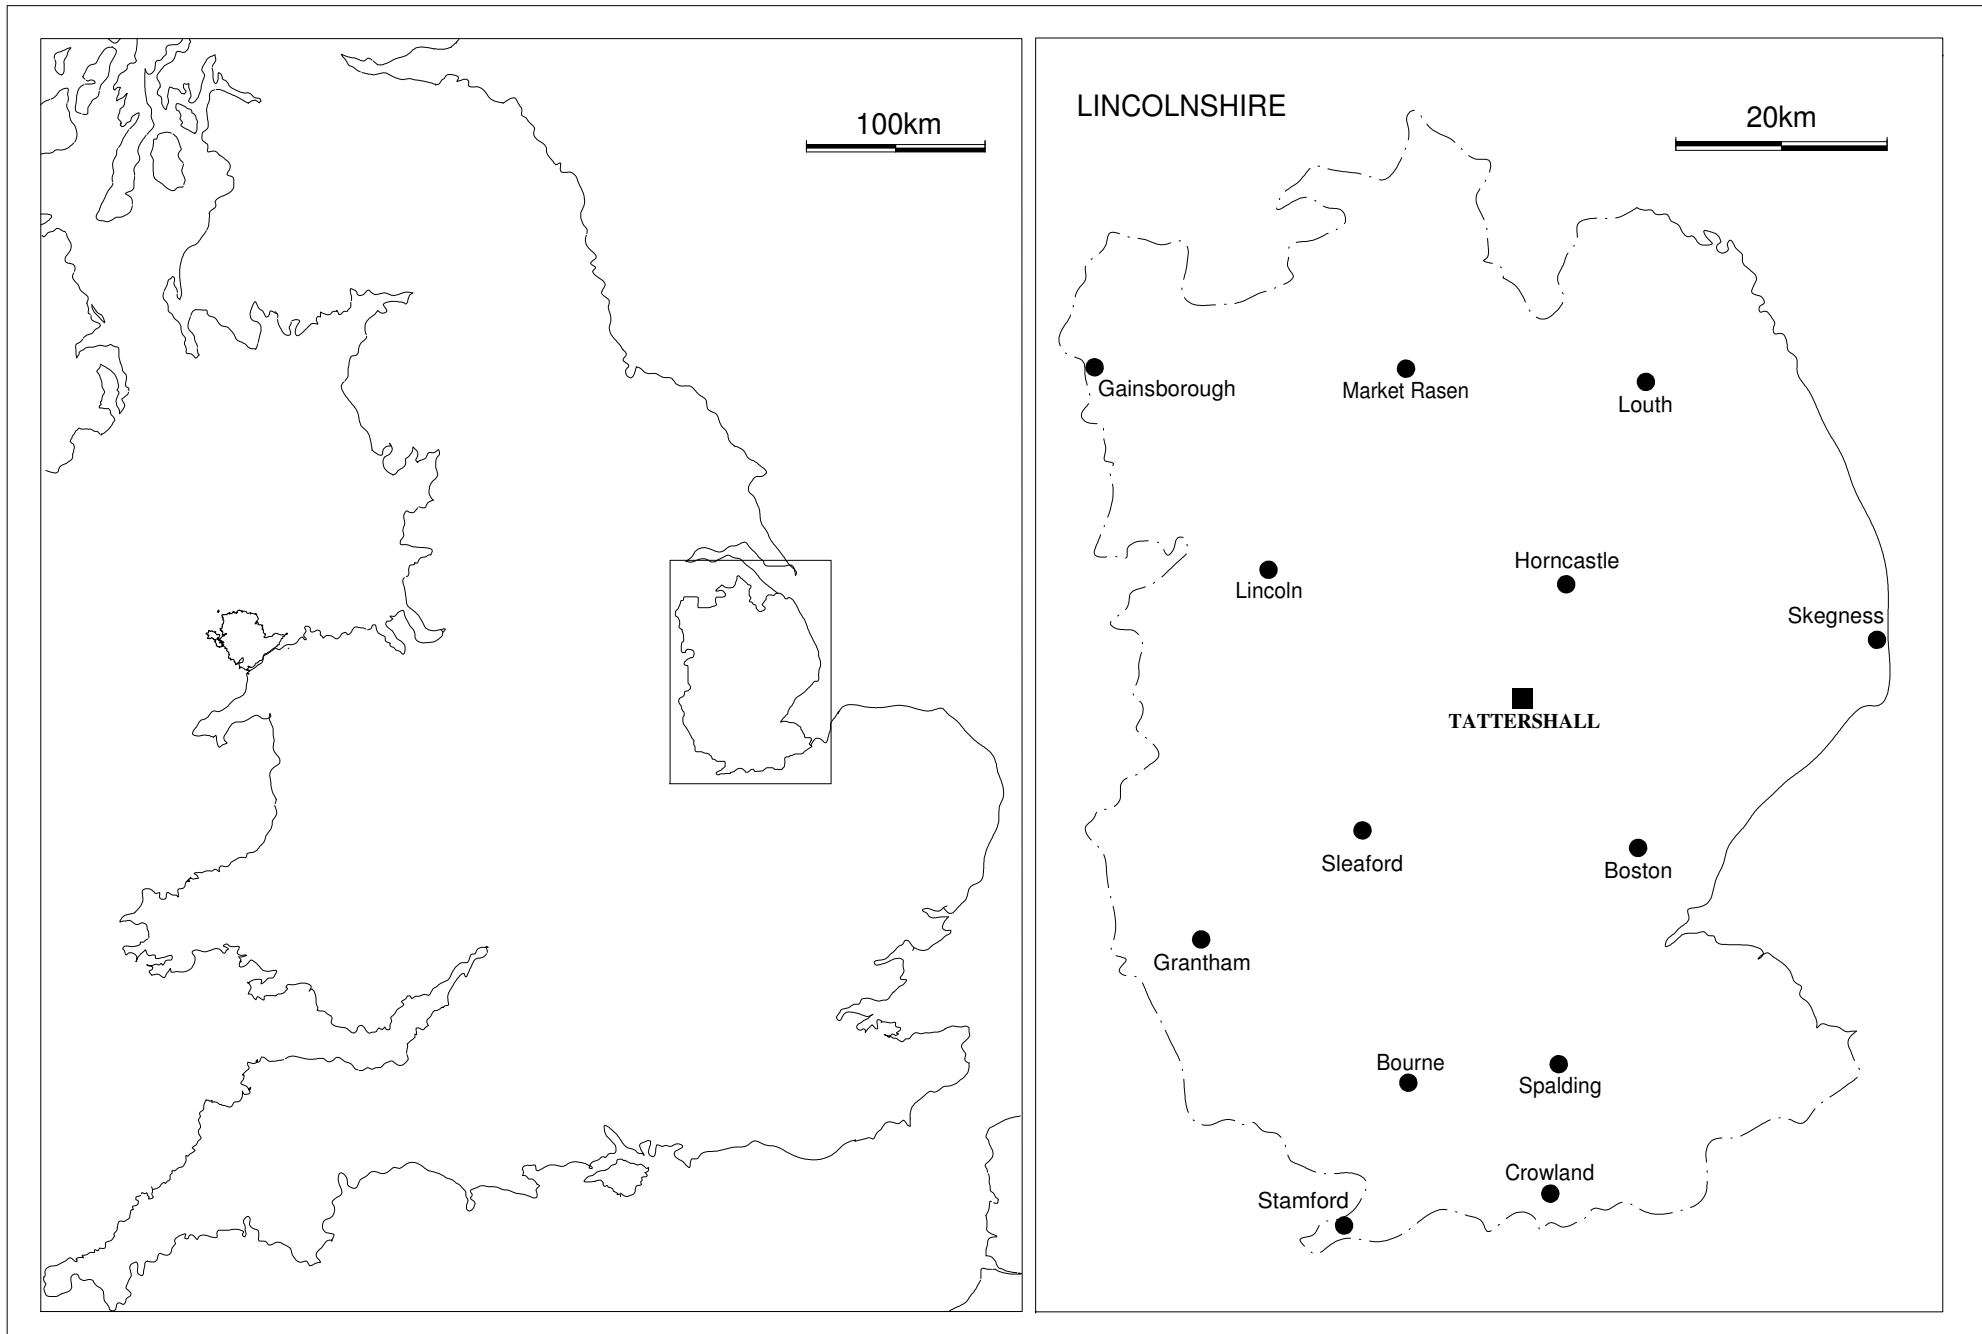 100km
LINCOLNSHIRE
20km
Gainsborough
Market Rasen
Louth
Horncastle
Lincoln
Skegness
TATTERSHALL
Sleaford
Boston
Grantham
Bourne
Spalding
Crowland
Stamford